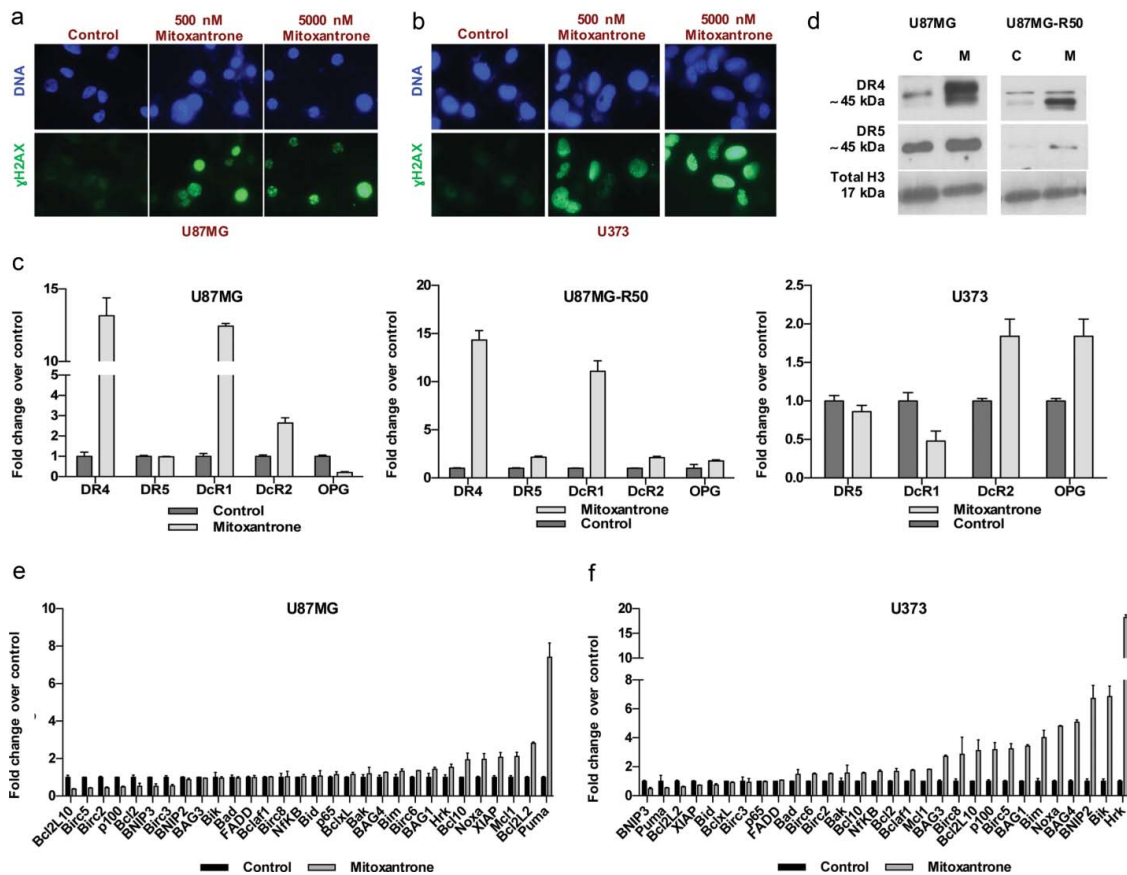 a
Control
500 nM
Mitoxantrone
5000 nM
Mitoxantrone
DNA
γH2AX
U87MG
b
Control
500 nM
Mitoxantrone
5000 nM
Mitoxantrone
DNA
γH2AX
U373
d
U87MG
U87MG-R50
C
M
C
M
DR4
~ 45 kDa
DR5
~ 45 kDa
Total H3
17 kDa
c
U87MG
Fold change over control
15
10
5
4
3
2
1
0
DR4
DR5
DcR1
DcR2
OPG
Control
Mitoxantrone
U87MG-R50
Fold change over control
20
15
10
5
0
DR4
DR5
DcR1
DcR2
OPG
Mitoxantrone
Control
U373
Fold change over control
2.5
2.0
1.5
1.0
0.5
0.0
DR5
DcR1
DcR2
OPG
Mitoxantrone
Control
e
U87MG
Fold change over control
10
8
6
4
2
0
Bcl2L10
Birc5
Birc2
p100
Bcl2
BNIP3
Birc3
BNIP2
BAG3
Bik
Bad
FADD
Bclaf1
Birc8
NfKB
Bid
p65
BclxL
Bak
BAG4
Bim
Birc6
BAG1
Hrk
Bcl10
Noxa
XIAP
Mcl1
Bcl2L2
Puma
Control
Mitoxantrone
f
U373
Fold change over control
20
15
10
8
6
4
2
0
BNIP3
Puma
Bcl2L2
XIAP
Bid
BclxL
Birc3
p65
FADD
Bad
Birc6
Birc2
Bak
Bcl10
NfKB
Bcl2
Bclaf1
Mcl1
BAG3
Birc8
Bcl2L10
p100
Birc5
BAG1
Bim
Noxa
BAG4
BNIP2
Bik
Hrk
Control
Mitoxantrone